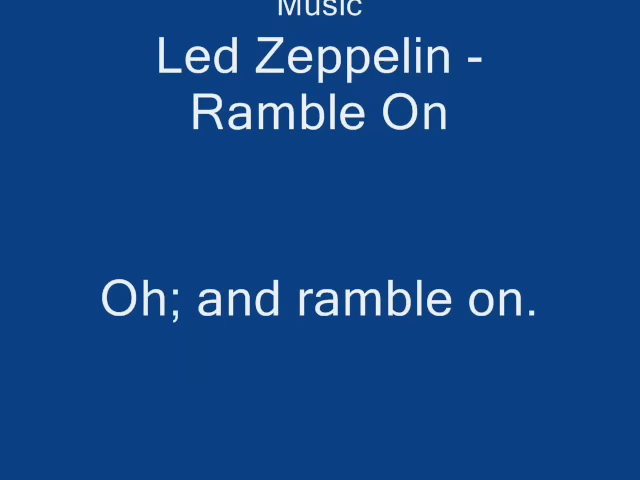 Music
Led Zeppelin -
Ramble On
Oh; and ramble on.